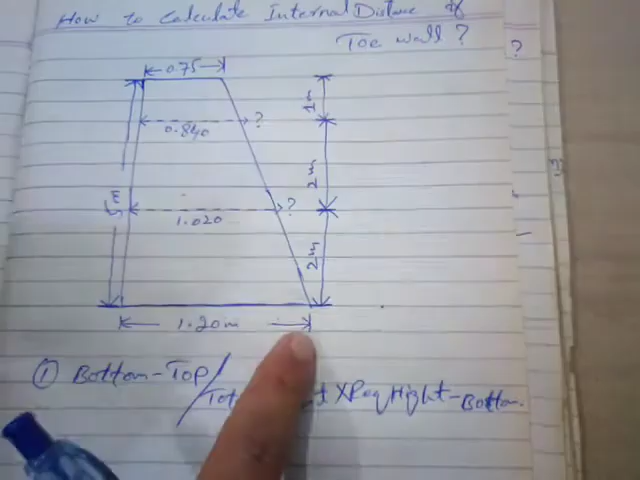 How to Calculate Internal Distance of
Toe wall ?
?
0.75
1m
0.840
?
2m
5m
1.020
?
2m
1.20m
① Bottom-Top/
X Req Hight-Bottom.